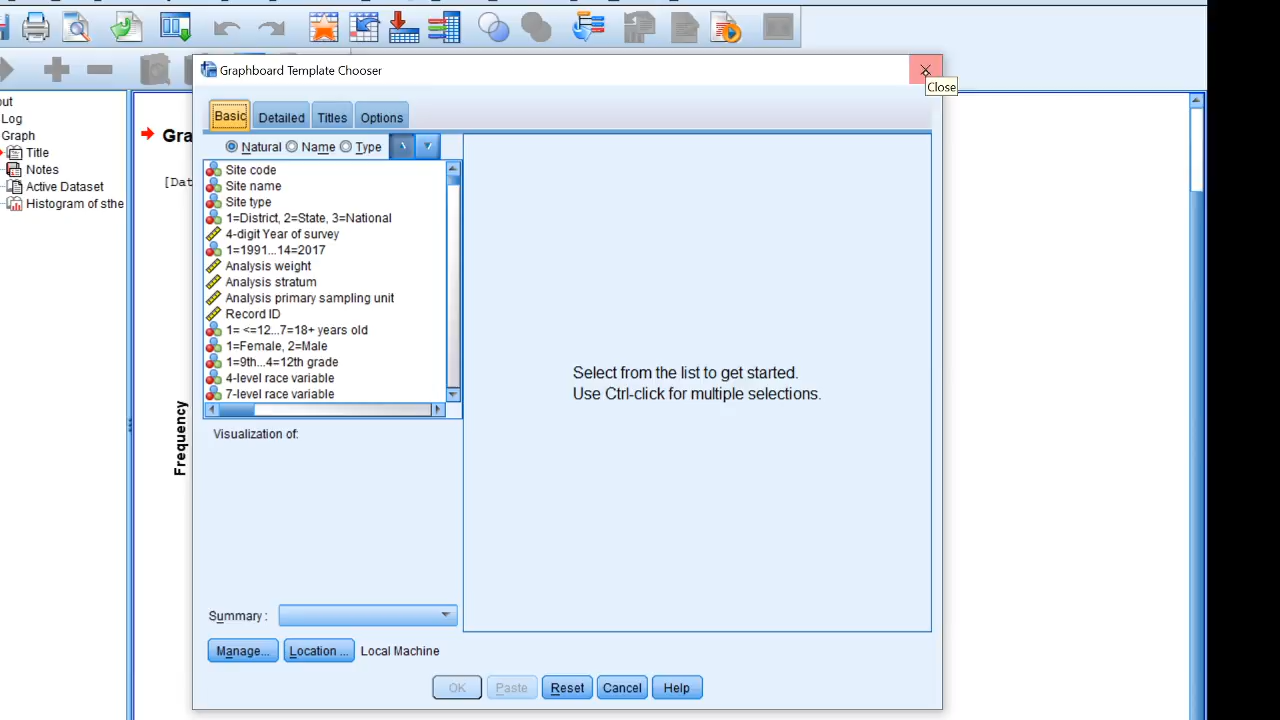 Graphboard Template Chooser
Close
Basic
Detailed
Titles
Options
Natural
Name
Type
Site code
Site name
Site type
1=District, 2=State, 3=National
4-digit Year of survey
1=1991...14=2017
Analysis weight
Analysis stratum
Analysis primary sampling unit
Record ID
1= <=12...7=18+ years old
1=Female, 2=Male
1=9th...4=12th grade
4-level race variable
7-level race variable
Visualization of:
Summary :
Manage...
Location ...
Local Machine
Select from the list to get started.
Use Ctrl-click for multiple selections.
OK
Paste
Reset
Cancel
Help
put
Log
Graph
Title
Notes
Active Dataset
Histogram of sthe
Gra
[Dat
Frequency